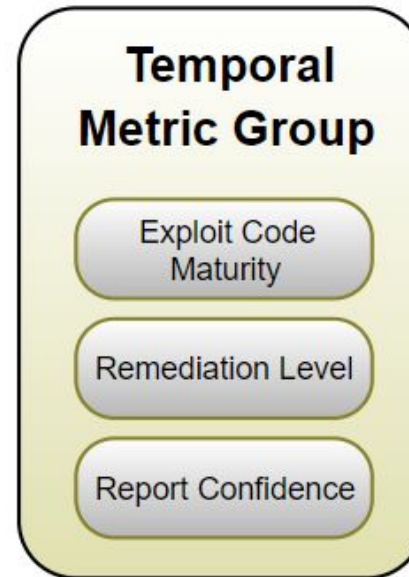 Temporal
Metric Group
Exploit Code
Maturity
Remediation Level
Report Confidence